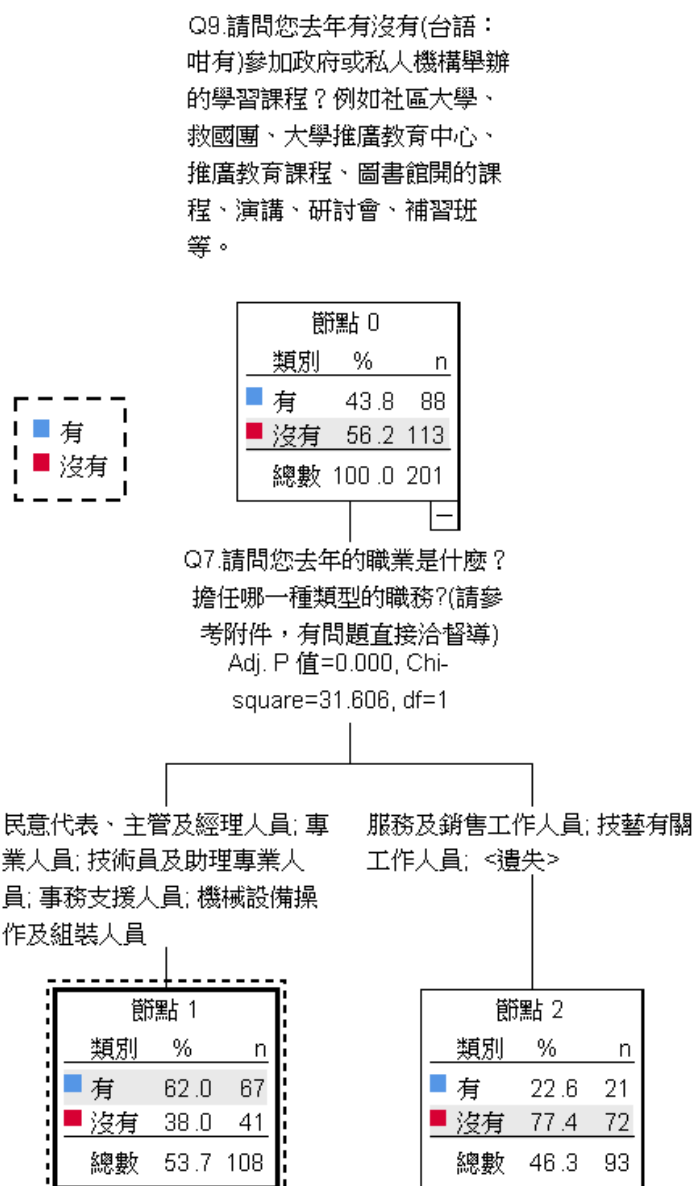 Q9.請問您去年有沒有(台語：
咁有)參加政府或私人機構舉辦
的學習課程？例如社區大學、
救國團、大學推廣教育中心、
推廣教育課程、圖書館開的課
程、演講、研討會、補習班
等。
節點 0
類別 % n
有 43.8 88
沒有 56.2 113
總數 100.0 201
有
沒有
Q7.請問您去年的職業是什麼？
擔任哪一種類型的職務?(請參
考附件，有問題直接洽督導)
Adj. P 值=0.000, Chi-
square=31.606, df=1
民意代表、主管及經理人員; 專
業人員; 技術員及助理專業人
員; 事務支援人員; 機械設備操
作及組裝人員
服務及銷售工作人員; 技藝有關
工作人員; <遺失>
節點 1
類別 % n
有 62.0 67
沒有 38.0 41
總數 53.7 108
節點 2
類別 % n
有 22.6 21
沒有 77.4 72
總數 46.3 93